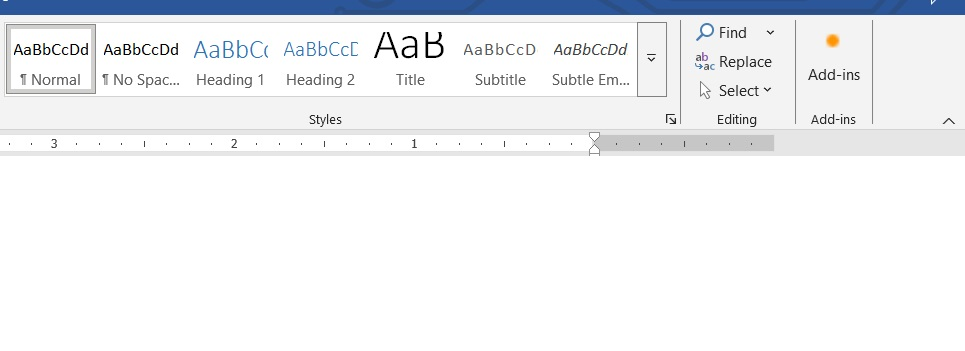 AaBbCcDd AaBbCcDd AaBbC AaBbCcD AaB AaBbCcD AaBbCcDd
¶ Normal ¶ No Spac... Heading 1 Heading 2 Title Subtitle Subtle Em...
Styles
Find
Replace
Select
Editing
Add-ins
Add-ins
3 2 1